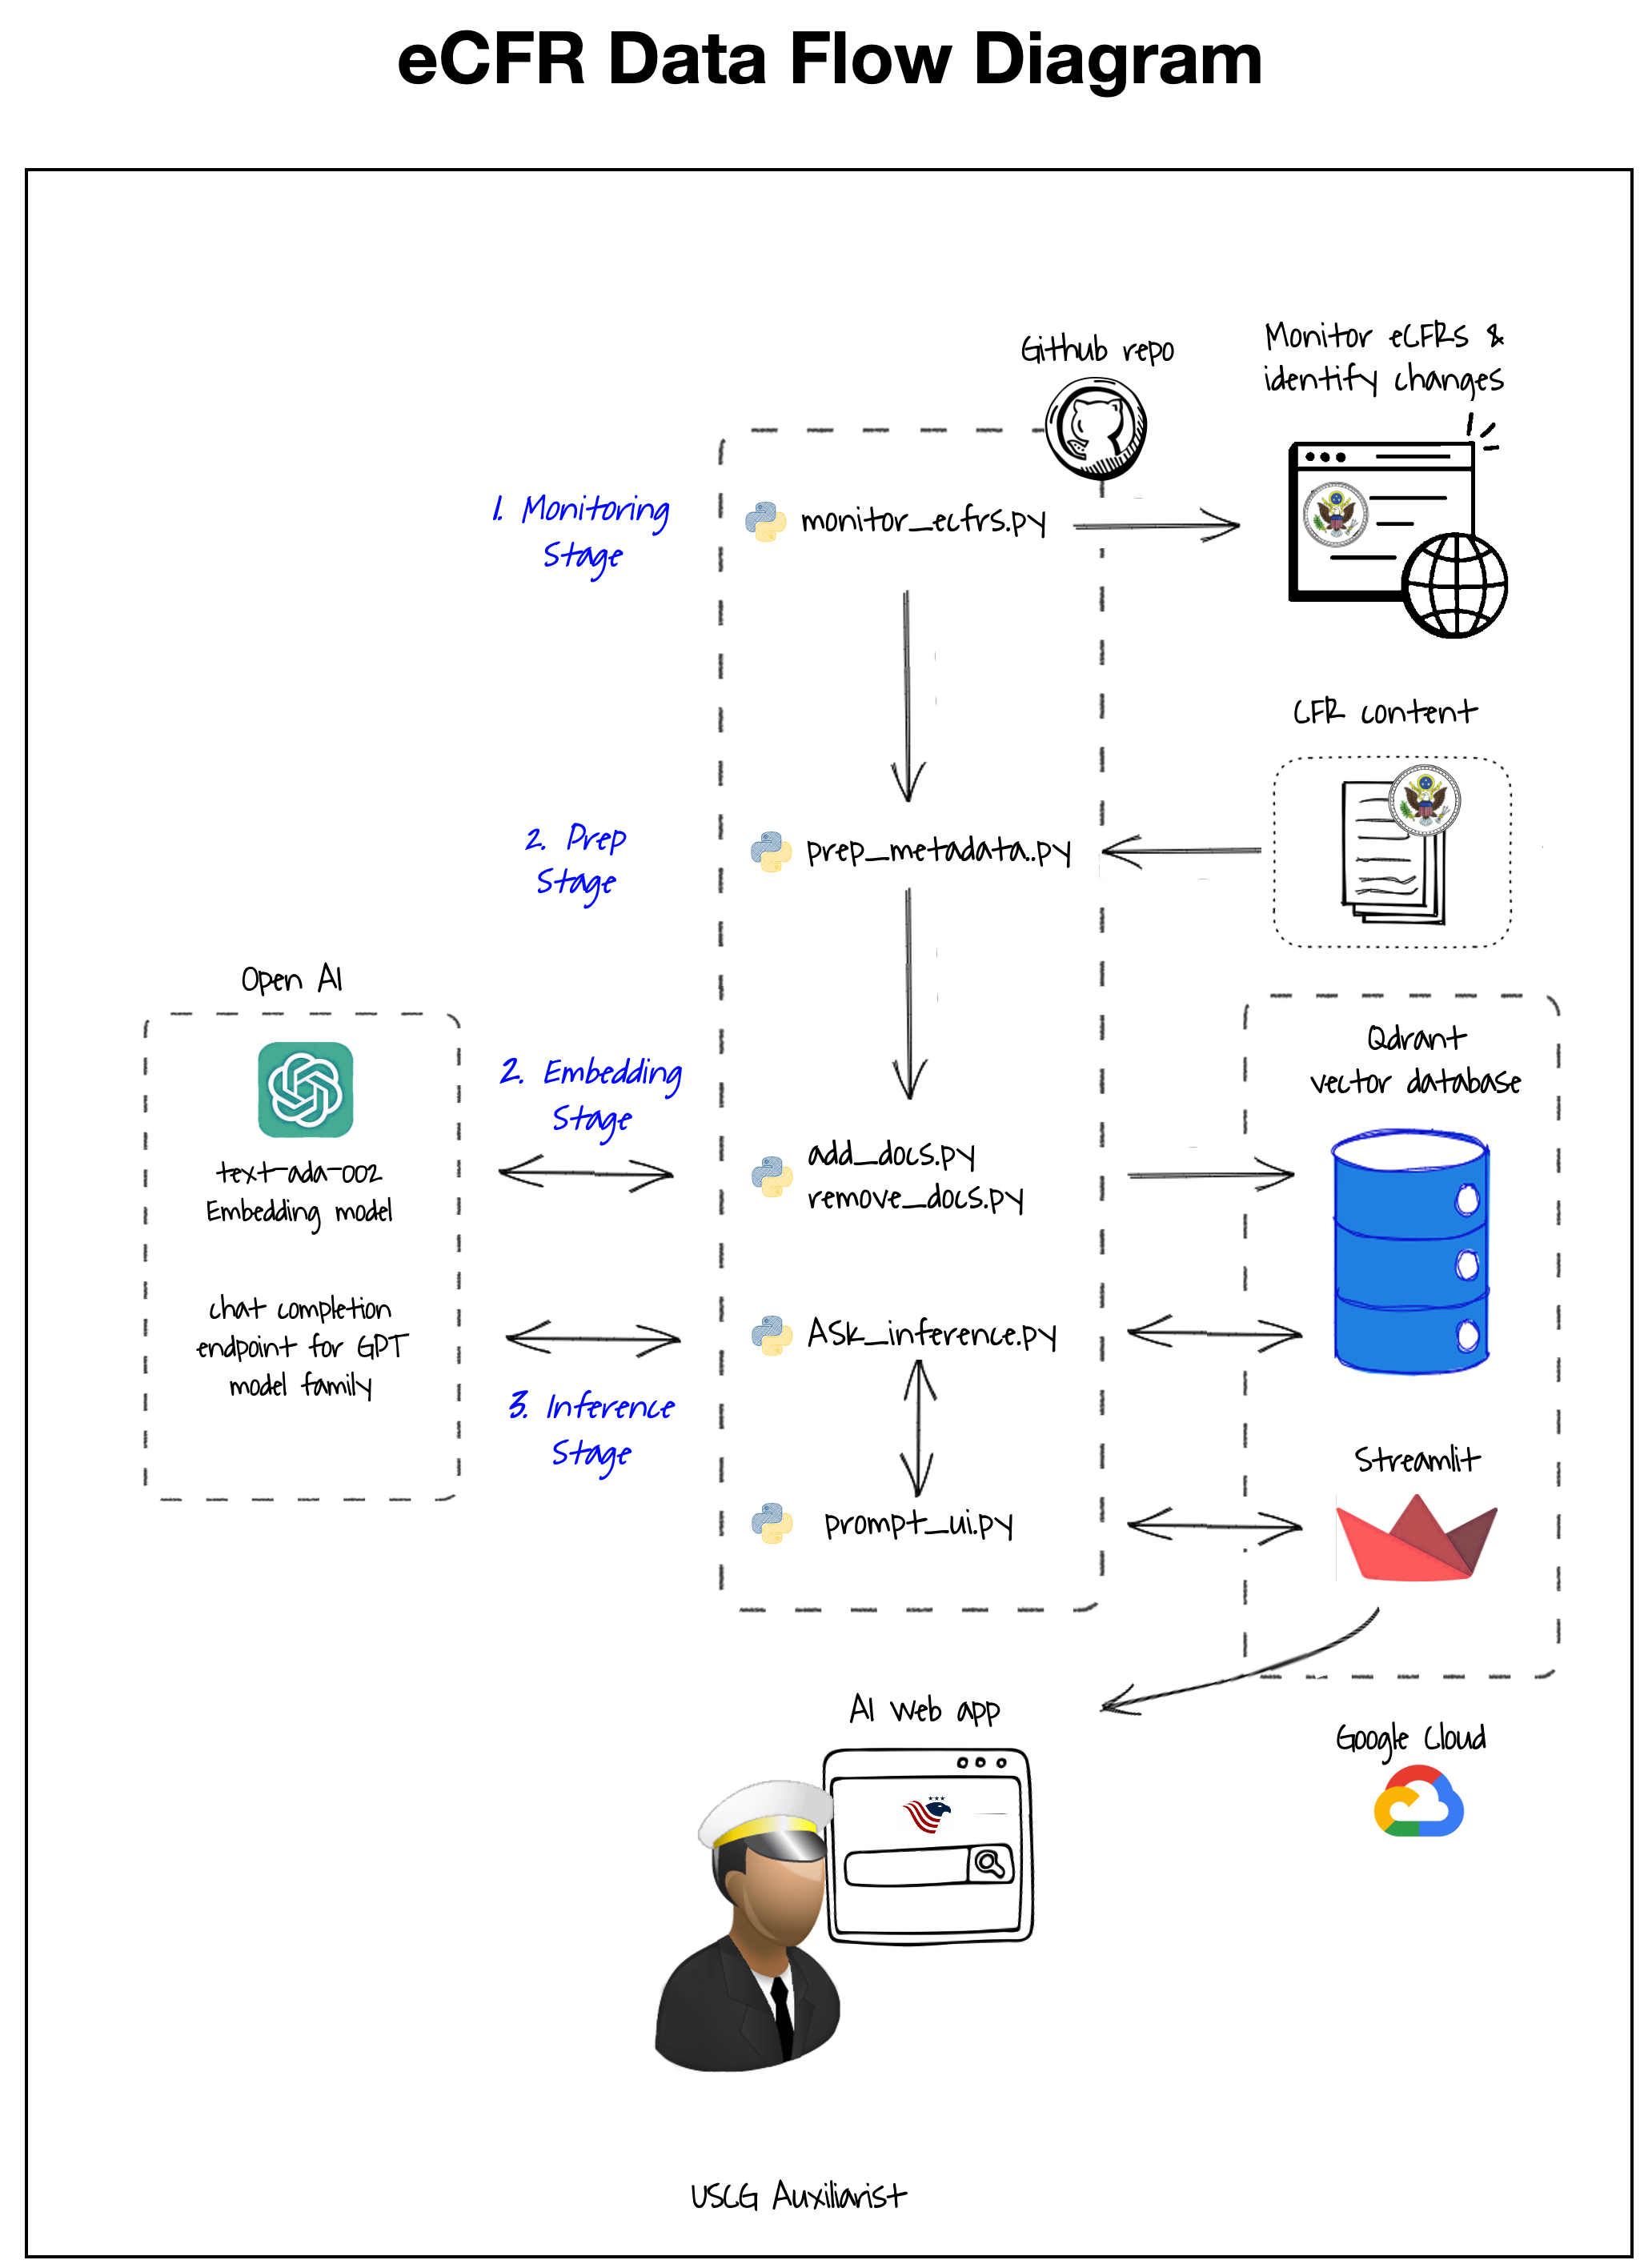 eCFR Data Flow Diagram
Github repo
Monitor eCFRs &
identify changes
1. Monitoring
Stage
monitor_ecfrs.py
CFR content
2. Prep
Stage
prep_metadata..py
Open AI
text-ada-002
Embedding model
chat completion
endpoint for GPT
model family
2. Embedding
Stage
add_docs.py
remove_docs.py
Qdrant
vector database
ASk_inference.py
3. Inference
Stage
prompt_ui.py
Streamlit
AI Web app
Google Cloud
USCG Auxiliarist